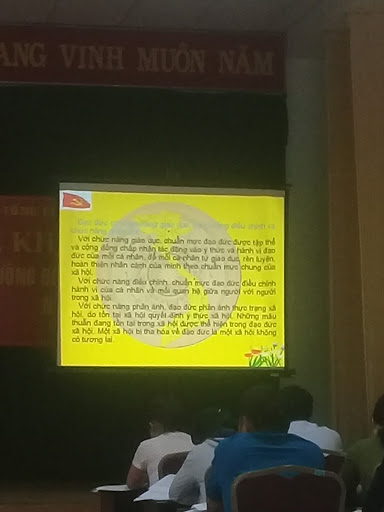 ANG VINH MUÔN NĂM
Với chức năng giáo dục, chuẩn mực đạo đức được tập thể
và cộng đồng chấp nhận tác động vào ý thức và hành vi đạo
đức của mỗi cá nhân, để mỗi cá nhân tự giáo dục, rèn luyện,
hoàn thiện nhân cách của mình theo chuẩn mực chung của
xã hội.
Với chức năng điều chỉnh, chuẩn mực đạo đức điều chỉnh
hành vi của cá nhân và mối quan hệ giữa người với người
trong xã hội.
Với chức năng phản ánh, đạo đức phản ánh thực trạng xã
hội, do tồn tại xã hội quyết định ý thức xã hội. Những mâu
thuẫn đang tồn tại trong xã hội được thể hiện trong đạo đức
xã hội. Một xã hội bị tha hóa về đạo đức là một xã hội không
có tương lai.